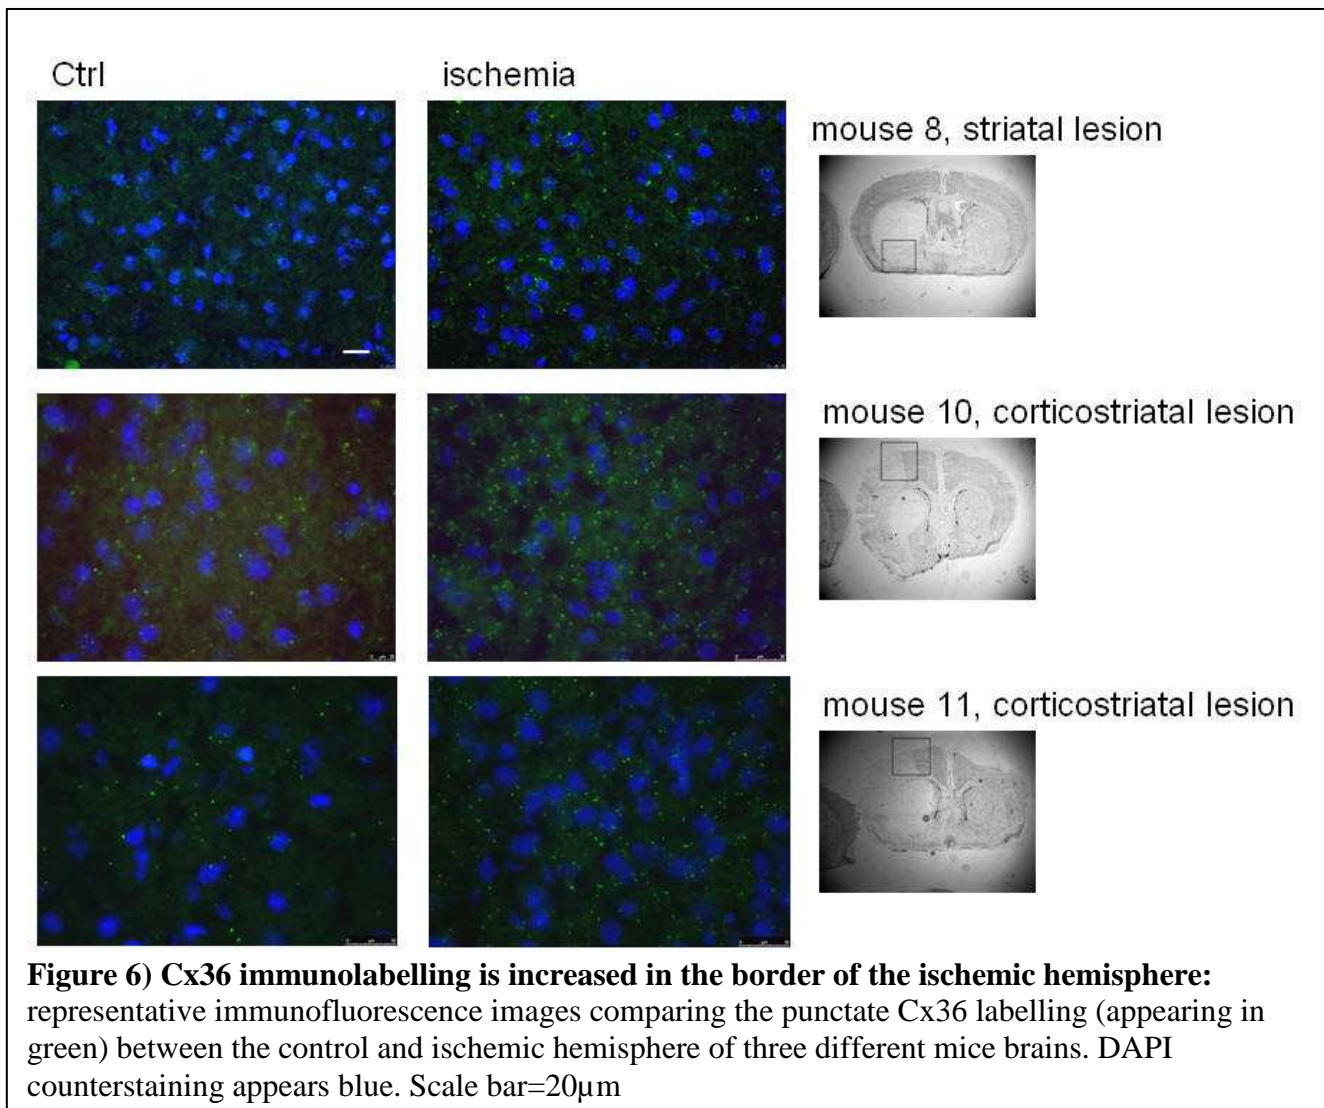 Ctrl
ischemia
mouse 8, striatal lesion
mouse 10, corticostriatal lesion
mouse 11, corticostriatal lesion
Figure 6) Cx36 immunolabelling is increased in the border of the ischemic hemisphere:
representative immunofluorescence images comparing the punctate Cx36 labelling (appearing in
green) between the control and ischemic hemisphere of three different mice brains. DAPI
counterstaining appears blue. Scale bar=20µm